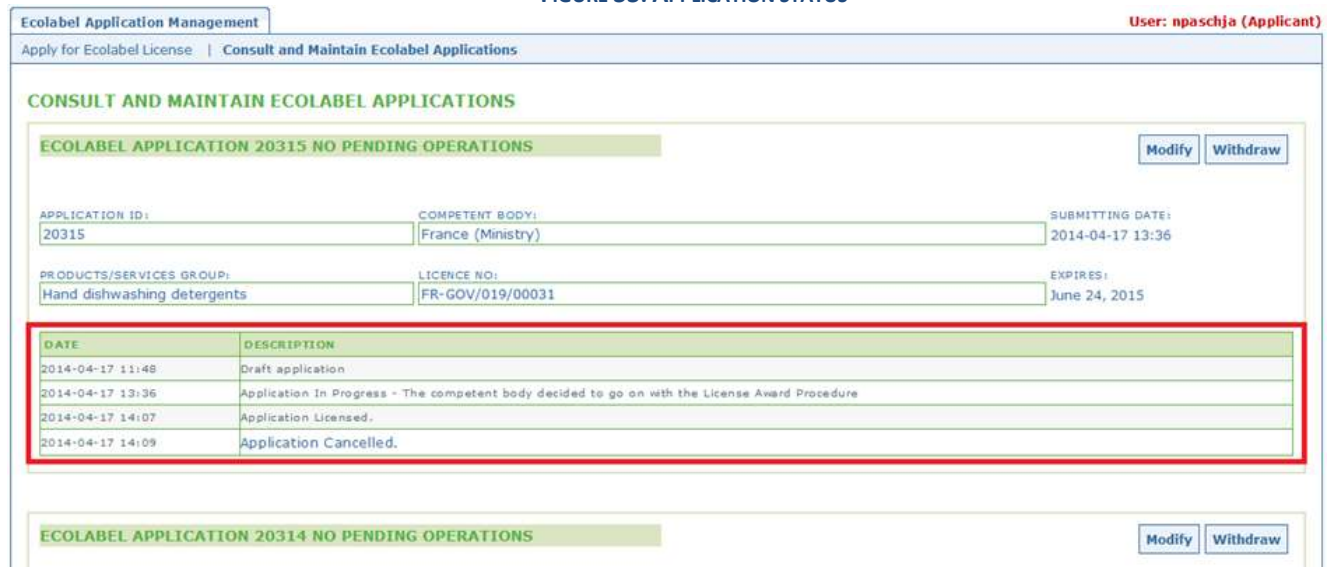 Ecolabel Application Management
User: npaschja (Applicant)
Apply for Ecolabel License | Consult and Maintain Ecolabel Applications
CONSULT AND MAINTAIN ECOLABEL APPLICATIONS
ECOLABEL APPLICATION 20315 NO PENDING OPERATIONS
Modify Withdraw
APPLICATION ID: COMPETENT BODY: SUBMITTING DATE:
20315 France (Ministry) 2014-04-17 13:36
PRODUCTS/SERVICES GROUP: LICENCE NO: EXPIRES:
Hand dishwashing detergents FR-GOV/019/00031 June 24, 2015
DATE DESCRIPTION
2014-04-17 11:48 Draft application
2014-04-17 13:36 Application In Progress - The competent body decided to go on with the License Award Procedure
2014-04-17 14:07 Application Licensed.
2014-04-17 14:09 Application Cancelled.
ECOLABEL APPLICATION 20314 NO PENDING OPERATIONS
Modify Withdraw